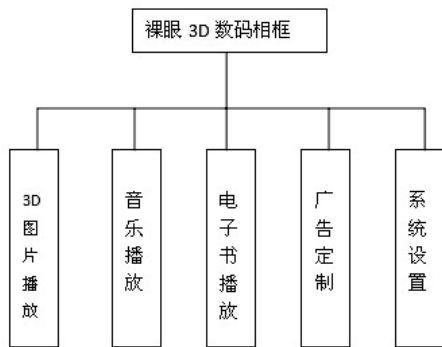 裸眼 3D 数码相框
3D图片播放
音乐播放
电子书播放
广告定制
系统设置